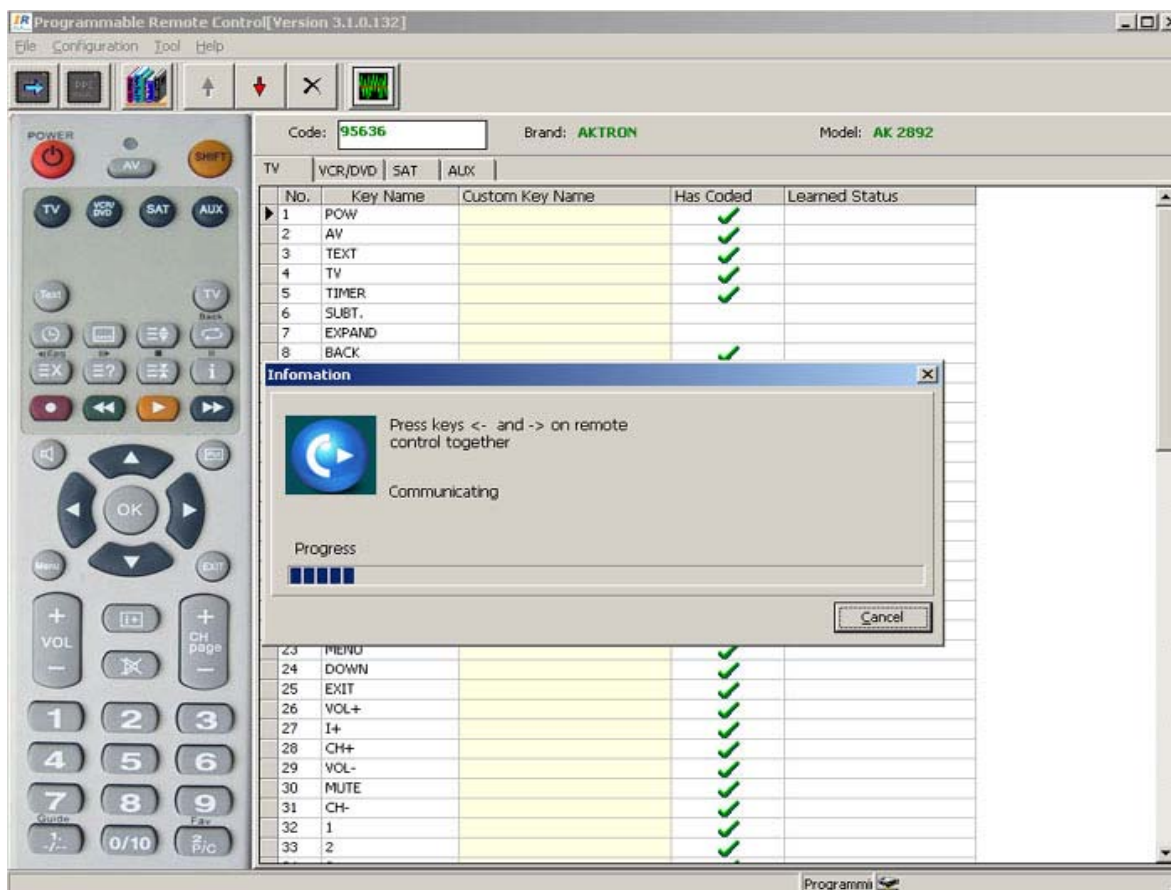 Programmable Remote Control[Version 3.1.0.132]
File Configuration Tool Help
Code: 95636 Brand: AKTRON Model: AK 2892
TV VCR/DVD SAT AUX
No. Key Name Custom Key Name Has Coded Learned Status
1 POW
2 AV
3 TEXT
4 TV
5 TIMER
6 SUBT.
7 EXPAND
8 BACK
Infomation
Press keys <- and -> on remote
control together
Communicating
Progress
Cancel
23 MENU
24 DOWN
25 EXIT
26 VOL+
27 I+
28 CH+
29 VOL-
30 MUTE
31 CH-
32 1
33 2
Programmi
POWER
AV
SHIFT
TV VCR/DVD SAT AUX
Text TV
Back
i
OK
Menu EXIT
+ i+ +
VOL CH
page
- -
1 2 3
4 5 6
7 8 9
Guide Fav
0/10 P/C